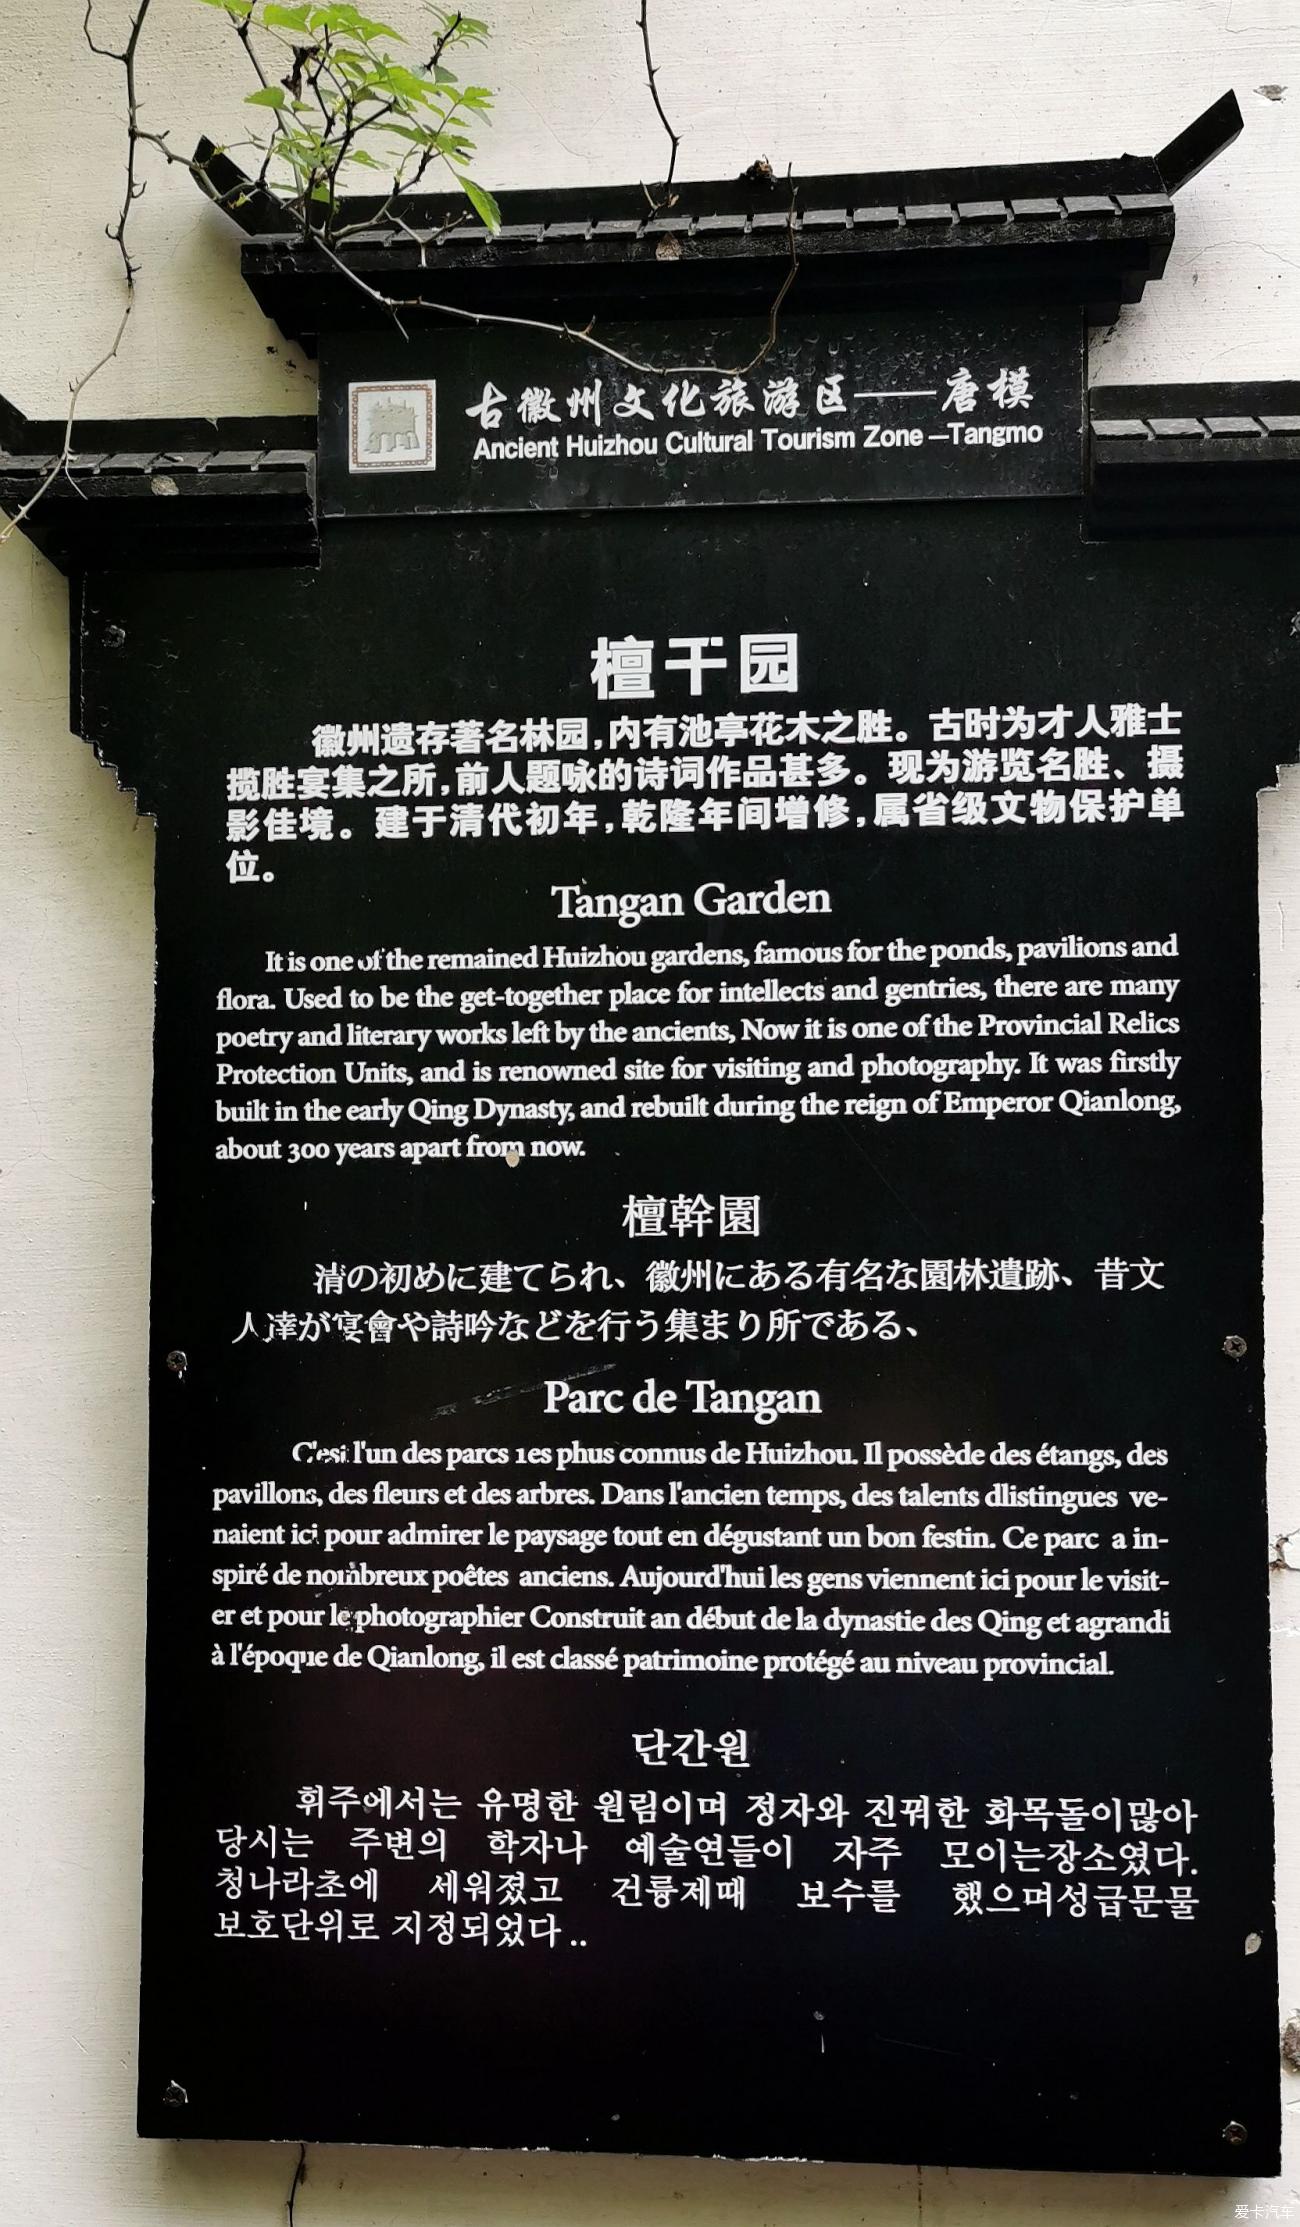 古徽州文化旅游区——唐模
Ancient Huizhou Cultural Tourism Zone —Tangmo
檀干园
徽州遗存著名林园,内有池亭花木之胜。古时为才人雅士
揽胜宴集之所,前人题咏的诗词作品甚多。现为游览名胜、摄
影佳境。建于清代初年,乾隆年间增修,属省级文物保护单
位。
Tangan Garden
It is one of the remained Huizhou gardens, famous for the ponds, pavilions and
flora. Used to be the get-together place for intellects and gentries, there are many
poetry and literary works left by the ancients, Now it is one of the Provincial Relics
Protection Units, and is renowned site for visiting and photography. It was firstly
built in the early Qing Dynasty, and rebuilt during the reign of Emperor Qianlong,
about 300 years apart from now.
檀幹園
清の初めに建てられ、徽州にある有名な園林遺跡、昔文
人達が宴會や詩吟などを行う集まり所である、
Parc de Tangan
C'esi l'un des parcs 1es phus connus de Huizhou. Il possède des étangs, des
pavillons, des fleurs et des arbres. Dans l'ancien temps, des talents dlistingues ve-
naient ici pour admirer le paysage tout en dégustant un bon festin. Ce parc a in-
spiré de nombreux poêtes anciens. Aujourd'hui les gens viennent ici pour le visit-
er et pour le photographier Construit an début de la dynastie des Qing et agrandi
à l'époque de Qianlong, il est classé patrimoine protégé au niveau provincial.
단간원
휘주에서는 유명한 원림이며 정자와 진꿔한 화목돌이많아
당시는 주변의 학자나 예술연들이 자주 모이는장소였다.
청나라초에 세워졌고 건륭제때 보수를 했으며성급문물
보호단위로 지정되었다 ..
爱卡汽车